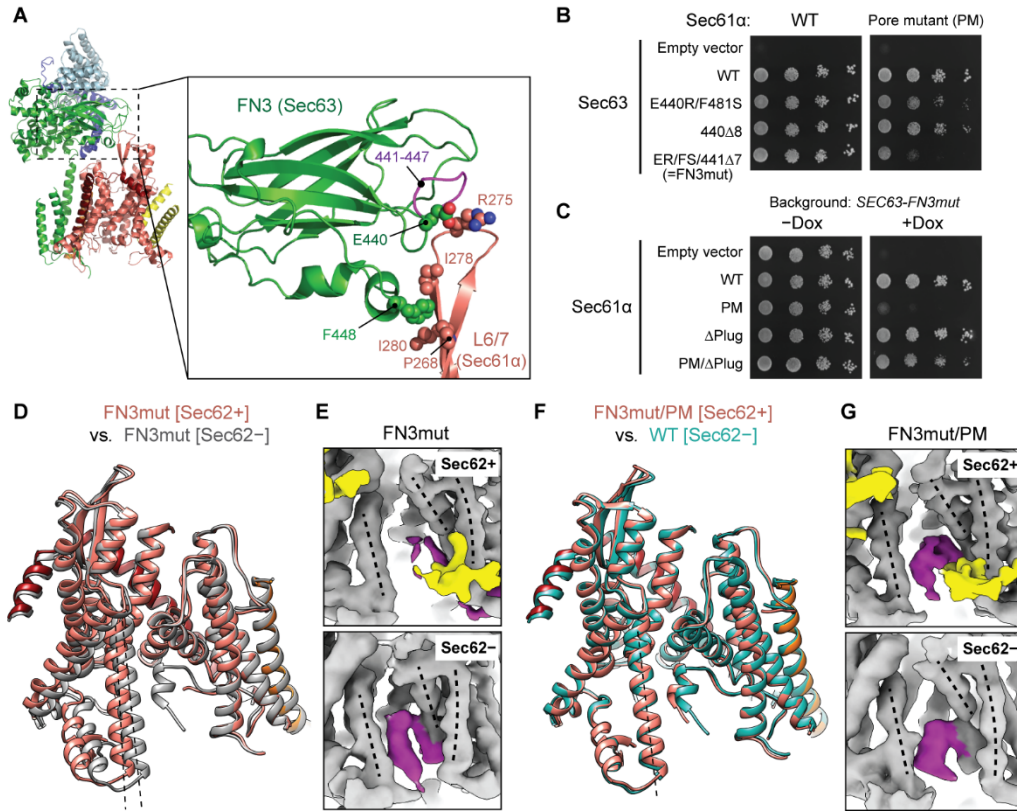 A
FN3 (Sec63)
441-447
R275
E440
I278
F448
I280
P268
L6/7
(Sec61α)
B
Sec61α:
WT
Pore mutant (PM)
Sec63
Empty vector
WT
E440R/F481S
440Δ8
ER/FS/441Δ7
(=FN3mut)
C
Background: SEC63-FN3mut
−Dox
+Dox
Sec61α
Empty vector
WT
PM
ΔPlug
PM/ΔPlug
D
FN3mut [Sec62+]
vs. FN3mut [Sec62−]
E
FN3mut
Sec62+
Sec62−
F
FN3mut/PM [Sec62+]
vs. WT [Sec62−]
G
FN3mut/PM
Sec62+
Sec62−